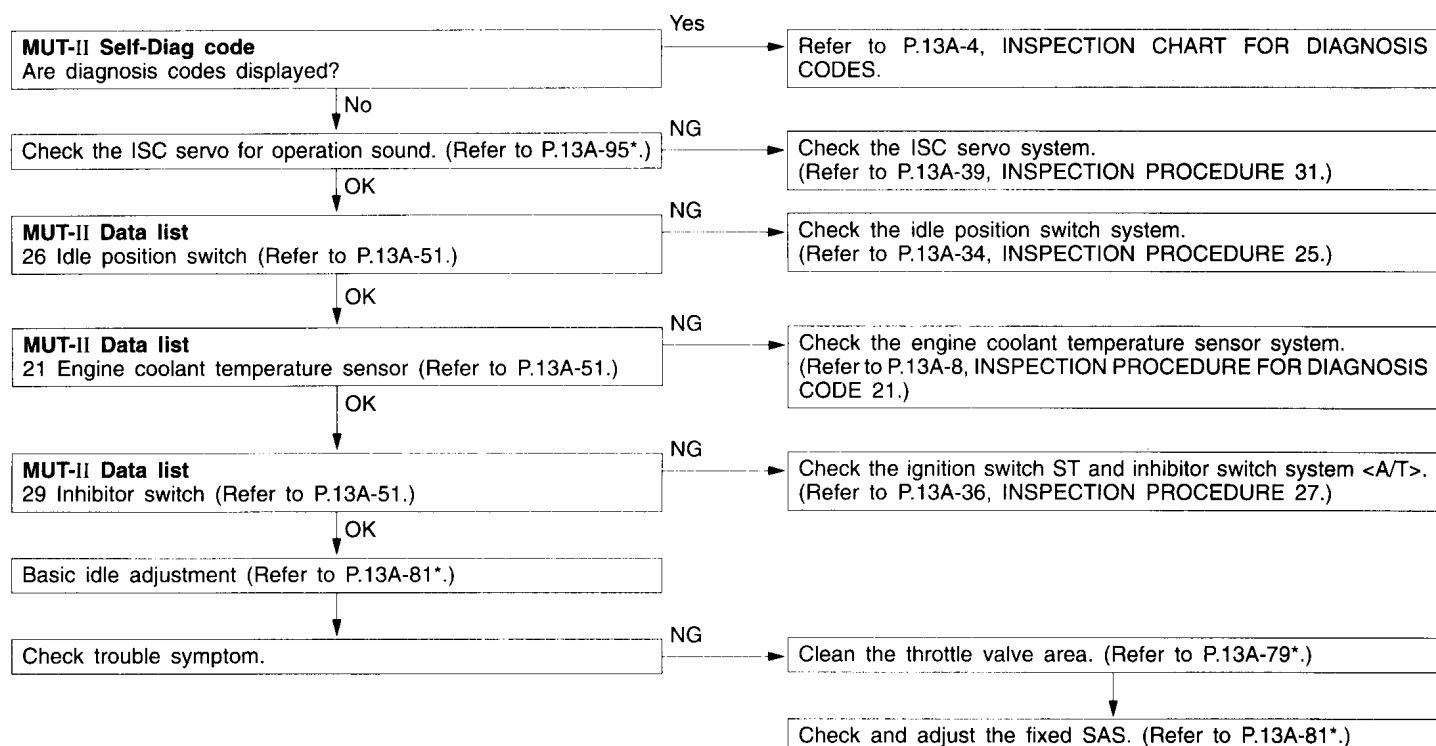 Yes
MUT-II Self-Diag code
Are diagnosis codes displayed?
Refer to P.13A-4, INSPECTION CHART FOR DIAGNOSIS
CODES.
No
Check the ISC servo for operation sound. (Refer to P.13A-95*.)
NG
Check the ISC servo system.
(Refer to P.13A-39, INSPECTION PROCEDURE 31.)
OK
MUT-II Data list
26 Idle position switch (Refer to P.13A-51.)
NG
Check the idle position switch system.
(Refer to P.13A-34, INSPECTION PROCEDURE 25.)
OK
MUT-II Data list
21 Engine coolant temperature sensor (Refer to P.13A-51.)
NG
Check the engine coolant temperature sensor system.
(Refer to P.13A-8, INSPECTION PROCEDURE FOR DIAGNOSIS
CODE 21.)
OK
MUT-II Data list
29 Inhibitor switch (Refer to P.13A-51.)
NG
Check the ignition switch ST and inhibitor switch system <A/T>.
(Refer to P.13A-36, INSPECTION PROCEDURE 27.)
OK
Basic idle adjustment (Refer to P.13A-81*.)
Check trouble symptom.
NG
Clean the throttle valve area. (Refer to P.13A-79*.)
Check and adjust the fixed SAS. (Refer to P.13A-81*.)